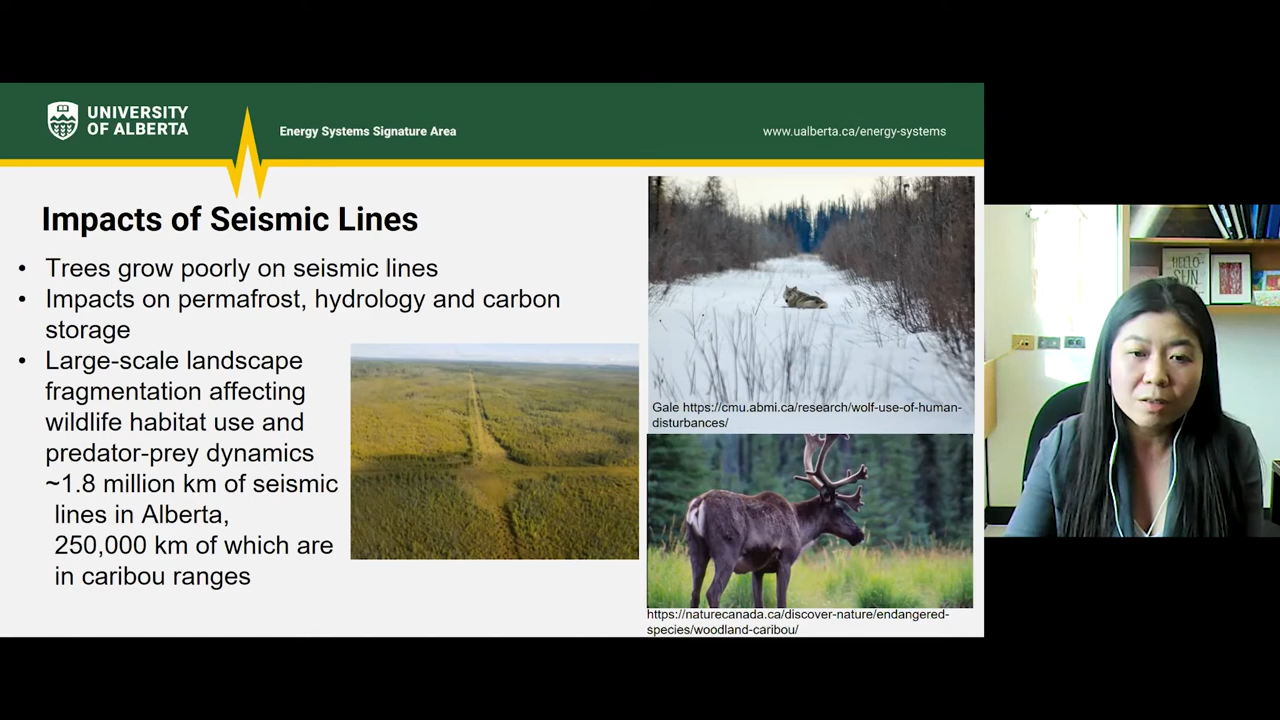 UNIVERSITY
OF ALBERTA
Energy Systems Signature Area
www.ualberta.ca/energy-systems
Impacts of Seismic Lines
• Trees grow poorly on seismic lines
• Impacts on permafrost, hydrology and carbon
storage
• Large-scale landscape
fragmentation affecting
wildlife habitat use and
predator-prey dynamics
~1.8 million km of seismic
lines in Alberta,
250,000 km of which are
in caribou ranges
Gale https://cmu.abmi.ca/research/wolf-use-of-human-
disturbances/
https://naturecanada.ca/discover-nature/endangered-
species/woodland-caribou/
HELLO
SUN